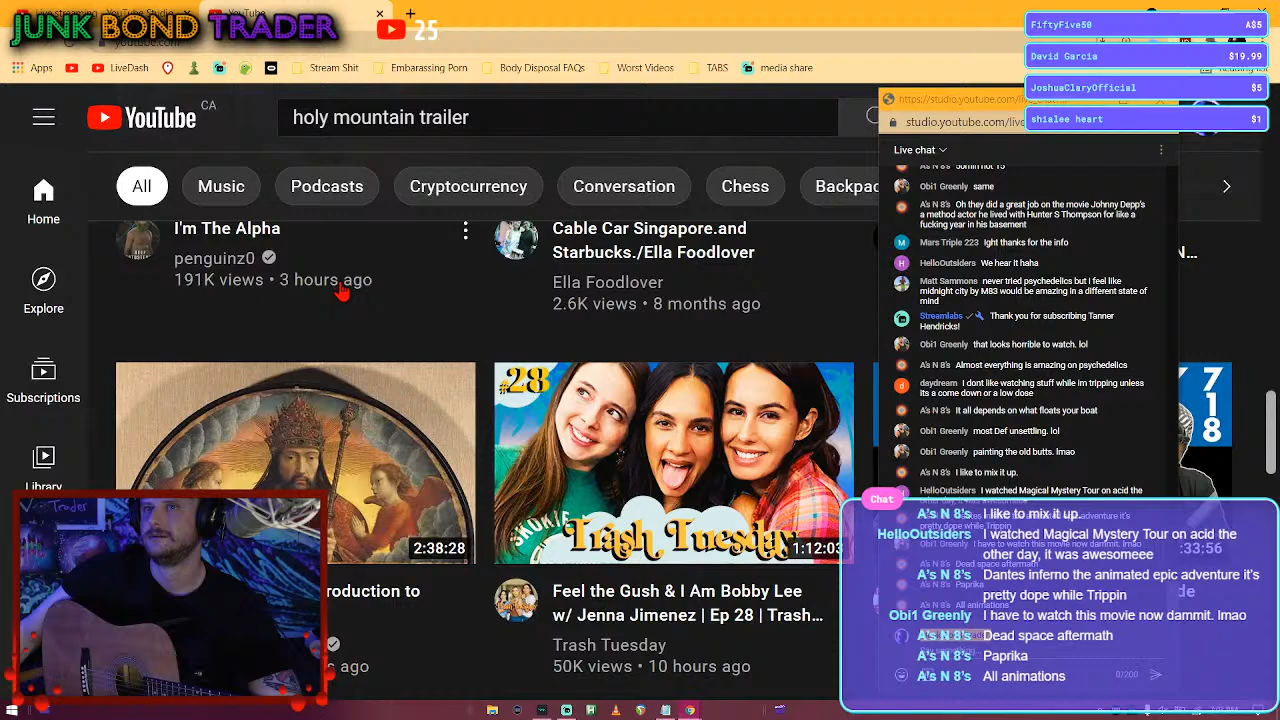 JUNK BOND TRADER
25
YouTube
FiftyFive50 A$5
David Garcia $19.99
JoshuaClaryOfficial $5
shialee heart $1
Apps
LiveDash
StreamShit
Embarassing Porn
Body Control FAQs
Worst Videos
TABS
media share
YouTube CA
holy mountain trailer
https://studio.youtube.com/live_
studio.youtube.com/live
Live chat
Home
Explore
Subscriptions
Library
All
Music
Podcasts
Cryptocurrency
Conversation
Chess
I'm The Alpha
penguinz0
191K views • 3 hours ago
Cable Car Singapore.and
Starbucks./Ella Foodlover
Ella Foodlover
2.6K views • 8 months ago
Obi1 Greenly same
A's N 8's Oh they did a great job on the movie Johnny Depp's
a method actor he lived with Hunter S Thompson for like a
fucking year in his basement
Mars Triple 223 Ight thanks for the info
HelloOutsiders We hear it haha
Matt Sammons never tried psychedelics but i feel like
midnight city by M83 would be amazing in a different state of
mind
Streamlabs Thank you for subscribing Tanner
Hendricks!
Obi1 Greenly that looks horrible to watch. lol
A's N 8's Almost everything is amazing on psychedelics
daydream I dont like watching stuff while Im tripping unless
its a come down or a low dose
A's N 8's It all depends on what floats your boat
Obi1 Greenly most Def unsettling. lol
Obi1 Greenly painting the old butts. lmao
A's N 8's I like to mix it up.
HelloOutsiders I watched Magical Mystery Tour on acid the
2:38:28
#28
Trash Tuesday
1:12:03
718
:33:56
roduction to
ago
Feel the Gush & I Am Bobby Lee
w/ Jenna Jimenez | Ep 28 | Trash...
Trash Tuesday
50K views • 10 hours ago
Chat
A's N 8's I like to mix it up.
HelloOutsiders I watched Magical Mystery Tour on acid the
other day, it was awesomeee
A's N 8's Dantes inferno the animated epic adventure it's
pretty dope while Trippin
Obi1 Greenly I have to watch this movie now dammit. lmao
A's N 8's Dead space aftermath
A's N 8's Paprika
A's N 8's All animations
0/200